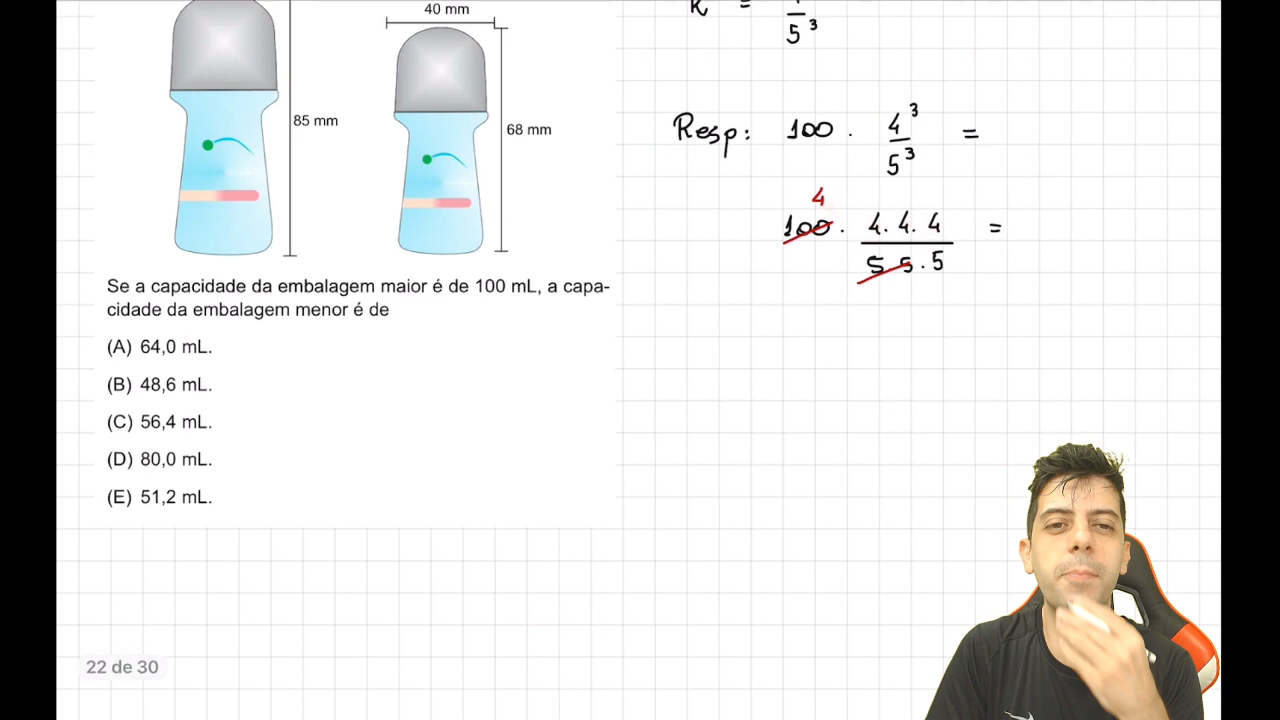 40 mm
85 mm
68 mm
Se a capacidade da embalagem maior é de 100 mL, a capa-
cidade da embalagem menor é de
(A) 64,0 mL.
(B) 48,6 mL.
(C) 56,4 mL.
(D) 80,0 mL.
(E) 51,2 mL.
22 de 30
=
5³
Resp: 100 . 4³/5³ =
4
100 . 4.4.4/5.5.5 =